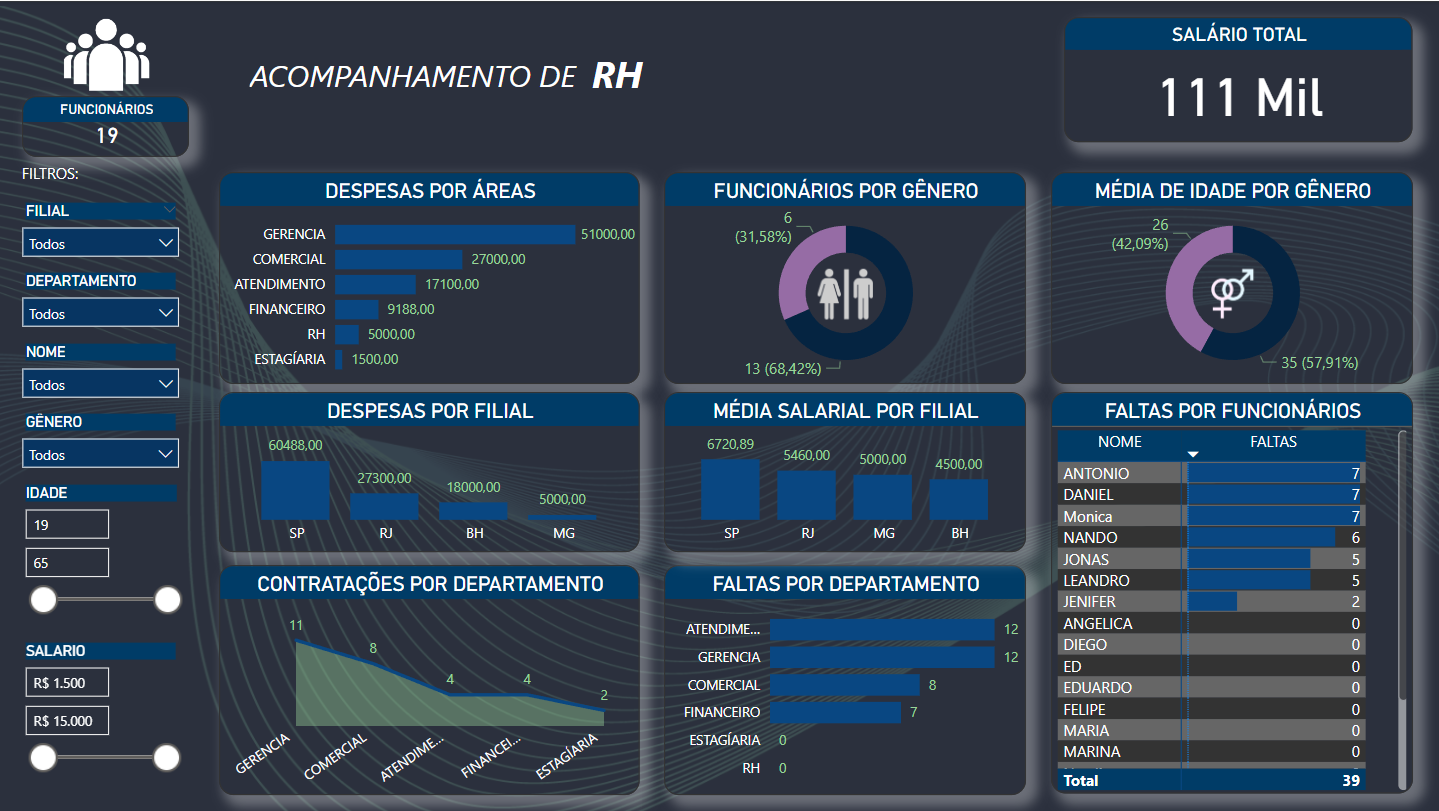 ACOMPANHAMENTO DE RH
SALÁRIO TOTAL
111 Mil
FUNCIONÁRIOS
19
FILTROS:
FILIAL
Todos
DEPARTAMENTO
Todos
NOME
Todos
GÊNERO
Todos
IDADE
19
65
SALARIO
R$ 1.500
R$ 15.000
DESPESAS POR ÁREAS
GERENCIA 51000,00
COMERCIAL 27000,00
ATENDIMENTO 17100,00
FINANCEIRO 9188,00
RH 5000,00
ESTAGÍARIA 1500,00
FUNCIONÁRIOS POR GÊNERO
6
(31,58%)
13 (68,42%)
MÉDIA DE IDADE POR GÊNERO
26
(42,09%)
35 (57,91%)
DESPESAS POR FILIAL
60488,00
27300,00
18000,00
5000,00
SP RJ BH MG
MÉDIA SALARIAL POR FILIAL
6720,89
5460,00
5000,00
4500,00
SP RJ MG BH
FALTAS POR FUNCIONÁRIOS
NOME FALTAS
ANTONIO 7
DANIEL 7
Monica 7
NANDO 6
JONAS 5
LEANDRO 5
JENIFER 2
ANGELICA 0
DIEGO 0
ED 0
EDUARDO 0
FELIPE 0
MARIA 0
MARINA 0
Total 39
CONTRATAÇÕES POR DEPARTAMENTO
11
8
4
4
2
GERENCIA COMERCIAL ATENDIME... FINANCEI... ESTAGÍARIA
FALTAS POR DEPARTAMENTO
ATENDIME... 12
GERENCIA 12
COMERCIAL 8
FINANCEIRO 7
ESTAGÍARIA 0
RH 0